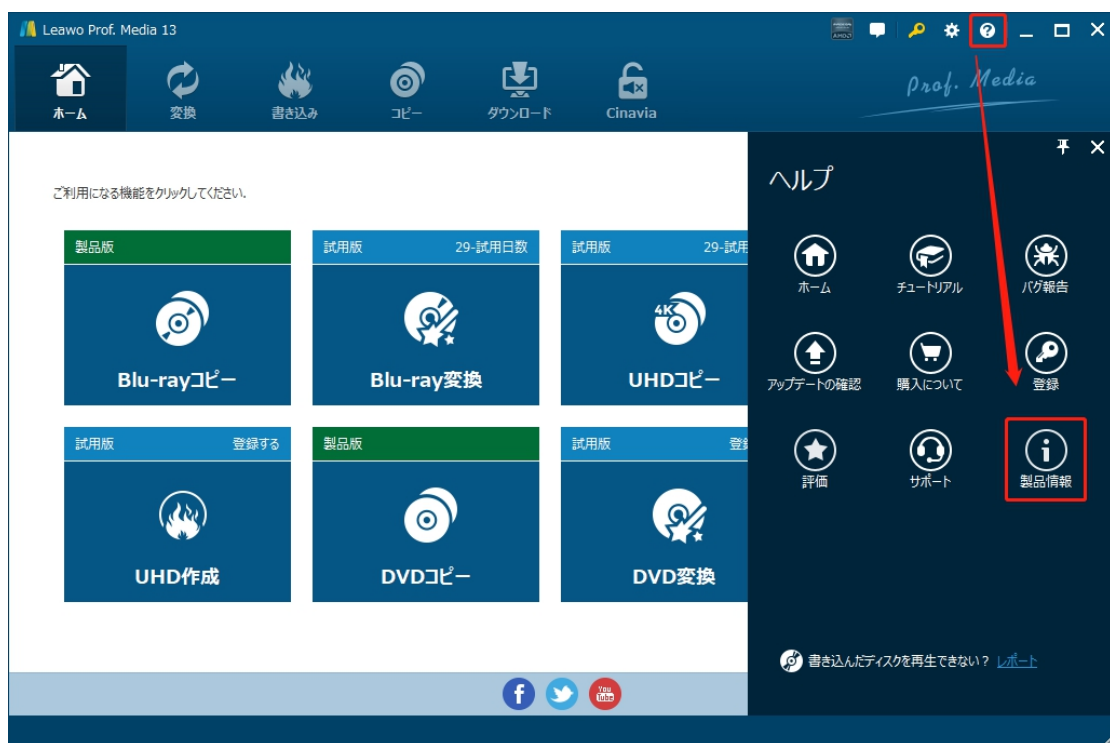 Leawo Prof. Media 13
ホーム
変換
書き込み
コピー
ダウンロード
Cinavia
Prof. Media
ご利用になる機能をクリックしてください.
製品版
試用版 29-試用日数
試用版 29-試用
Blu-rayコピー
Blu-ray変換
4K
UHDコピー
試用版 登録する
製品版
試用版 登録
UHD作成
DVDコピー
DVD変換
ヘルプ
ホーム
チュートリアル
バグ報告
アップデートの確認
購入について
登録
評価
サポート
製品情報
書き込んだディスクを再生できない? レポート
You
Tube